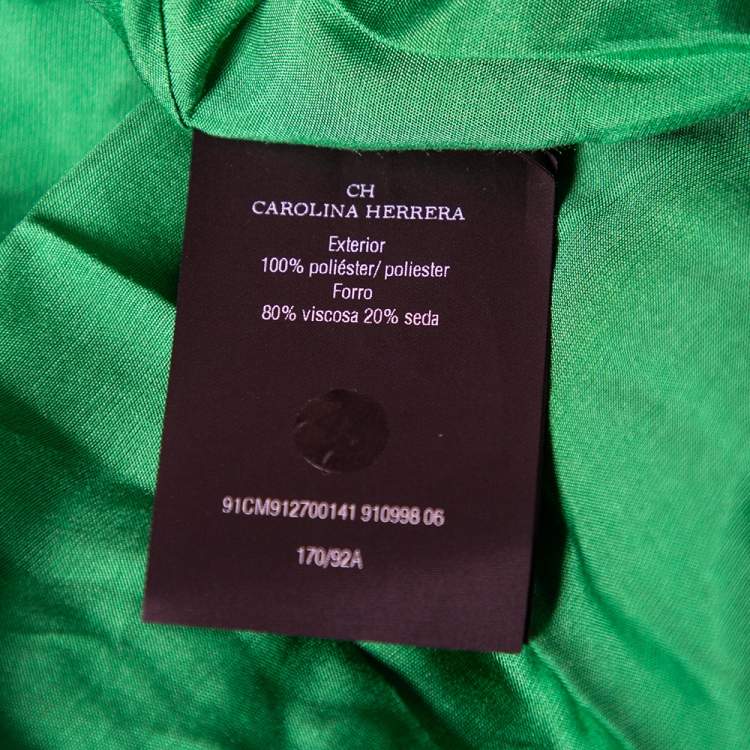 CH
CAROLINA HERRERA
Exterior
100% poliéster/ poliester
Forro
80% viscosa 20% seda
91CM912700141 910998 06
170/92A